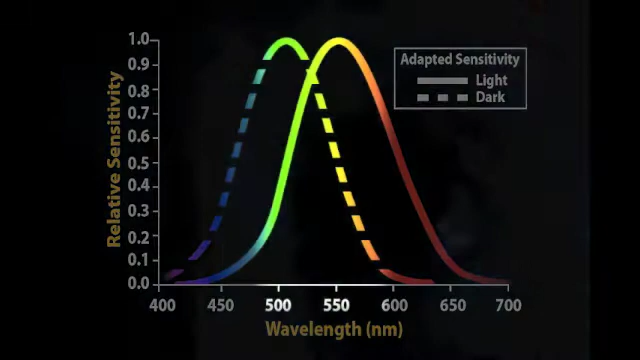 Adapted Sensitivity
Light
Dark
Relative Sensitivity
1.0
0.9
0.8
0.7
0.6
0.5
0.4
0.3
0.2
0.1
0.0
400 450 500 550 600 650 700
Wavelength (nm)